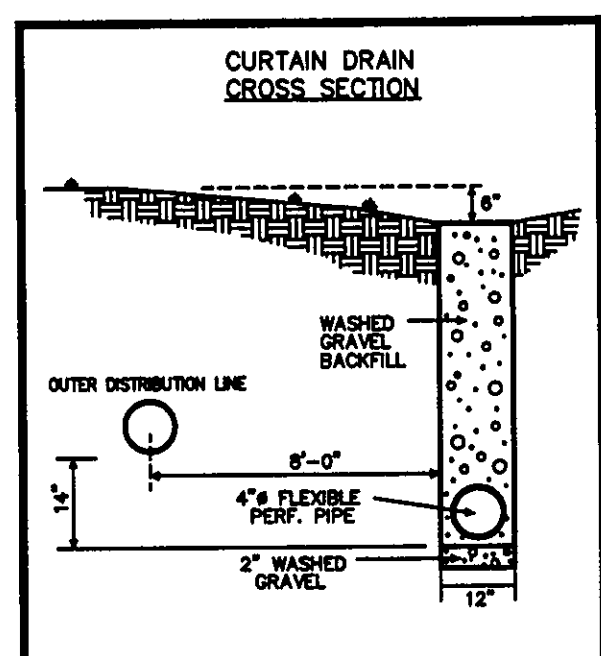 CURTAIN DRAIN
CROSS SECTION
6"
WASHED
GRAVEL
BACKFILL
OUTER DISTRIBUTION LINE
8'-0"
14"
4"ø FLEXIBLE
PERF. PIPE
2" WASHED
GRAVEL
12"